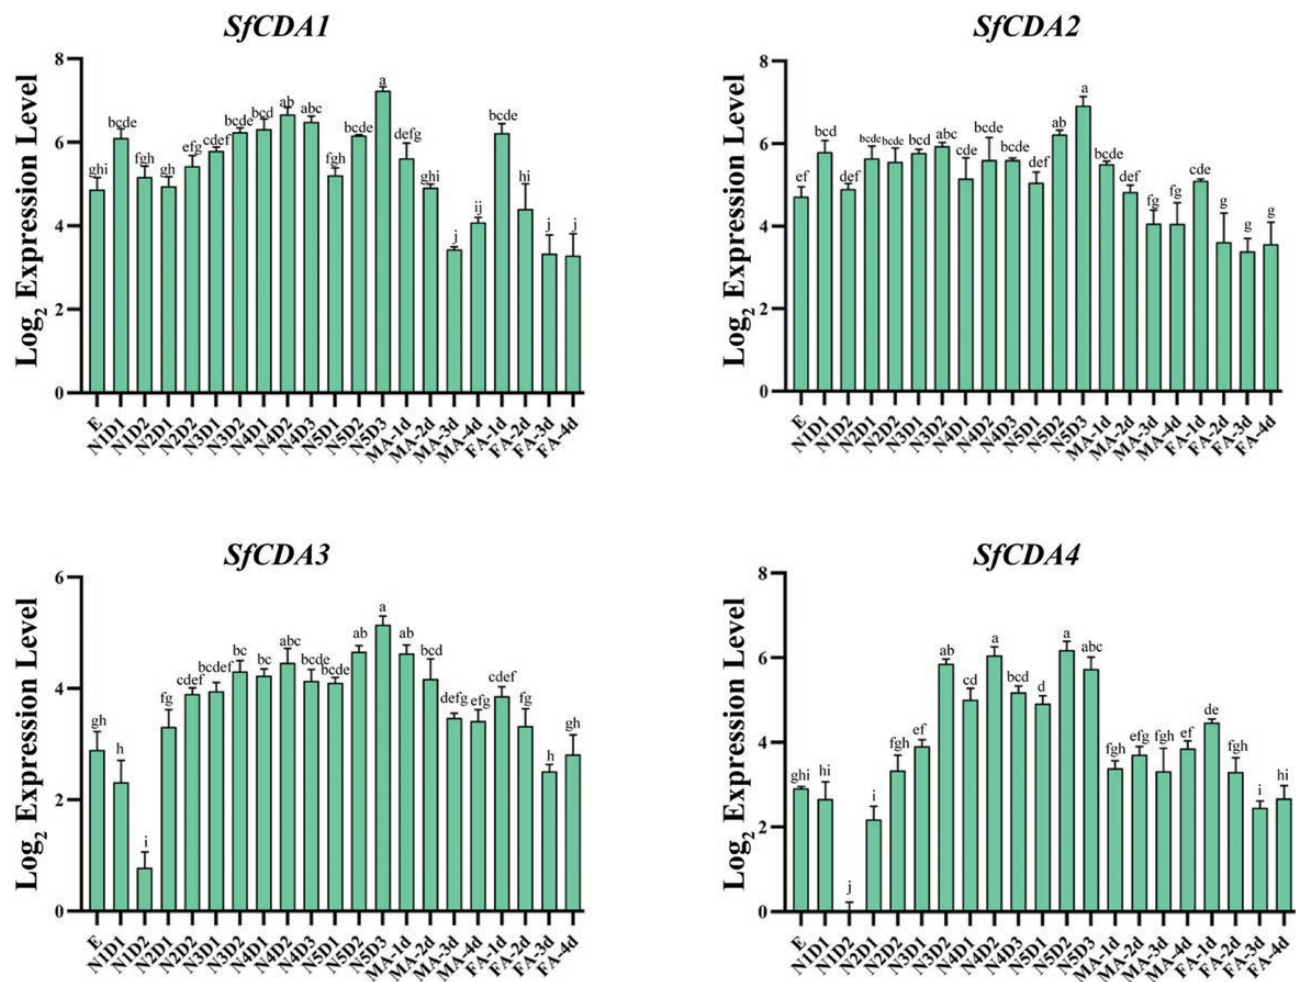 SfCDA1
Log2 Expression Level
8
6
4
2
0
ghi bcde fgh gh efg cdef bcde bcd ab abc fgh bcde a defg ghi j ij bcde hi j j
E N1D1 N1D2 N2D1 N2D2 N3D1 N3D2 N4D1 N4D2 N4D3 N5D1 N5D2 N5D3 MA-1d MA-2d MA-3d MA-4d FA-1d FA-2d FA-3d FA-4d
SfCDA2
Log2 Expression Level
8
6
4
2
0
ef bcd def bcde bcde bcd abc cde bcde bcde def ab a bcde def fg fg cde g g g
E N1D1 N1D2 N2D1 N2D2 N3D1 N3D2 N4D1 N4D2 N4D3 N5D1 N5D2 N5D3 MA-1d MA-2d MA-3d MA-4d FA-1d FA-2d FA-3d FA-4d
SfCDA3
Log2 Expression Level
6
4
2
0
gh h i fg cdef bcdef bc bc abc bcde bcde ab a ab bcd defg efg cdef fg h gh
E N1D1 N1D2 N2D1 N2D2 N3D1 N3D2 N4D1 N4D2 N4D3 N5D1 N5D2 N5D3 MA-1d MA-2d MA-3d MA-4d FA-1d FA-2d FA-3d FA-4d
SfCDA4
Log2 Expression Level
8
6
4
2
0
ghi hi j i fgh ef ab cd a bcd d a abc fgh efg fgh ef de fgh i hi
E N1D1 N1D2 N2D1 N2D2 N3D1 N3D2 N4D1 N4D2 N4D3 N5D1 N5D2 N5D3 MA-1d MA-2d MA-3d MA-4d FA-1d FA-2d FA-3d FA-4d